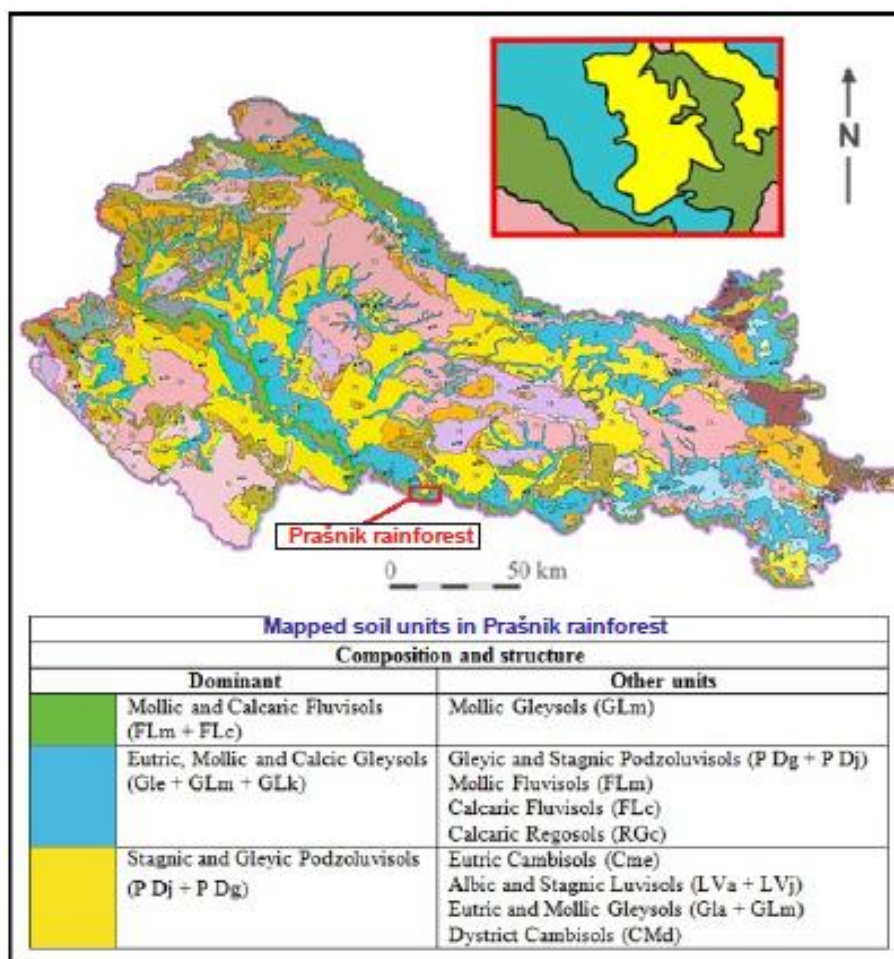 N
Prašnik rainforest
0 50 km
Mapped soil units in Prašnik rainforest
Composition and structure
Dominant Other units
Mollic and Calcaric Fluvisols
(FLm + FLc)
Mollic Gleysols (GLm)
Eutric, Mollic and Calcic Gleysols
(Gle + GLm + GLk)
Gleyic and Stagnic Podzoluvisols (P Dg + P Dj)
Mollic Fluvisols (FLm)
Calcaric Fluvisols (FLc)
Calcaric Regosols (RGc)
Stagnic and Gleyic Podzoluvisols
(P Dj + P Dg)
Eutric Cambisols (Cme)
Albic and Stagnic Luvisols (LVa + LVj)
Eutric and Mollic Gleysols (Gla + GLm)
Dystrict Cambisols (CMd)